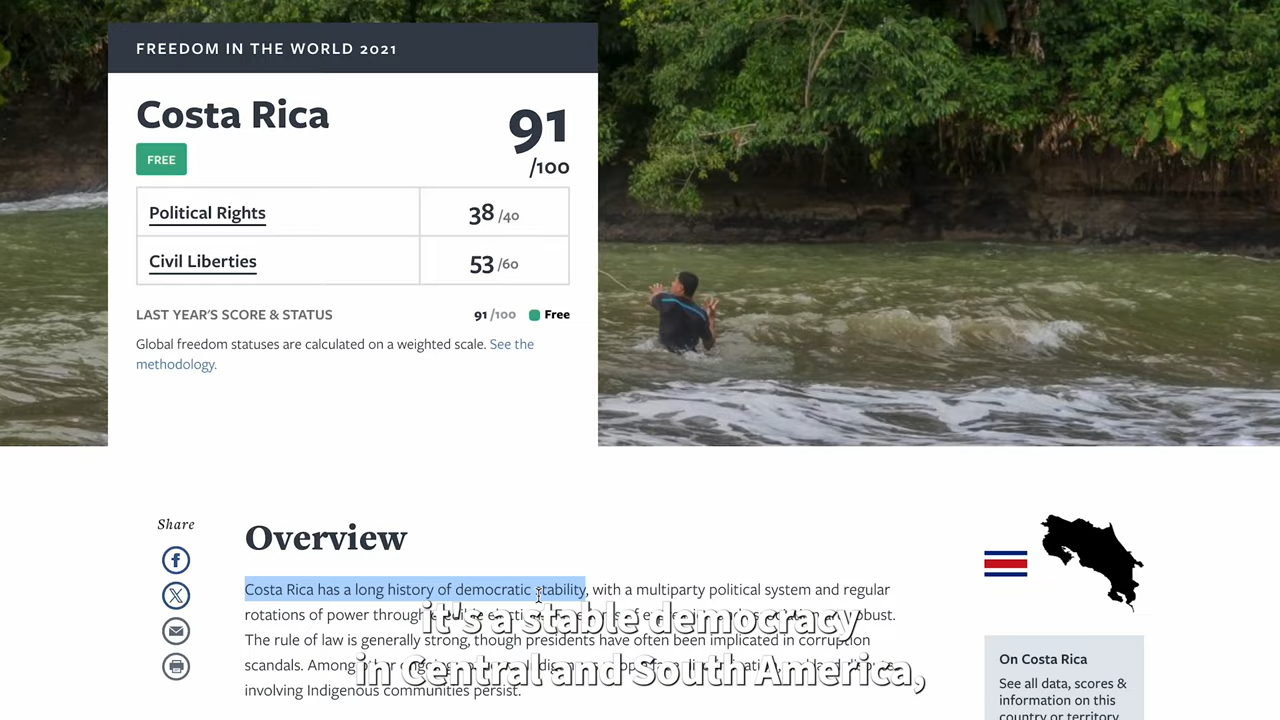 FREEDOM IN THE WORLD 2021
Costa Rica
91
/100
FREE
Political Rights
38 /40
Civil Liberties
53 /60
LAST YEAR'S SCORE & STATUS
91 /100 Free
Global freedom statuses are calculated on a weighted scale. See the
methodology.
Share
Overview
Costa Rica has a long history of democratic stability, with a multiparty political system and regular
rotations of power through
robust.
The rule of law is generally strong, though presidents have often been implicated in corruption
scandals. Among
involving Indigenous communities persist.
it's a stable democracy
in Central and South America,
On Costa Rica
See all data, scores &
information on this
country or territory